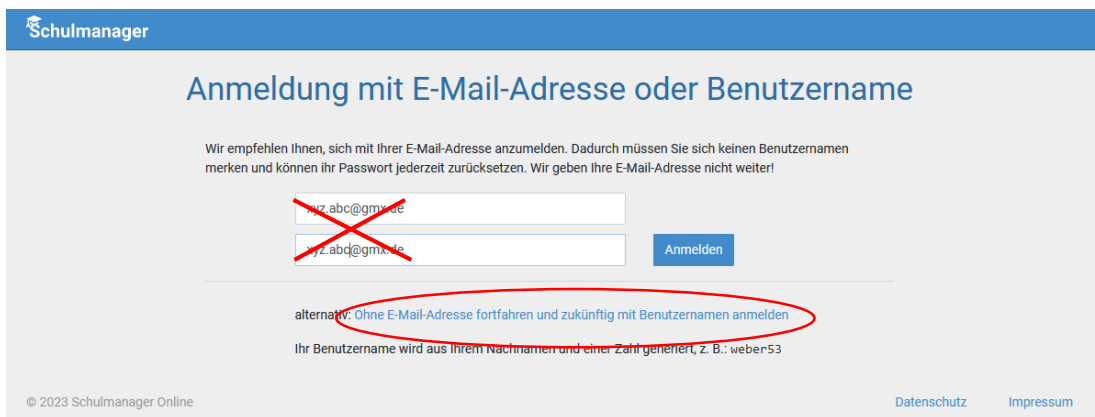 Schulmanager
Anmeldung mit E-Mail-Adresse oder Benutzername
Wir empfehlen Ihnen, sich mit Ihrer E-Mail-Adresse anzumelden. Dadurch müssen Sie sich keinen Benutzernamen
merken und können ihr Passwort jederzeit zurücksetzen. Wir geben Ihre E-Mail-Adresse nicht weiter!
xyz.abc@gmx.de
xyz.abc@gmx.de
Anmelden
alternativ: Ohne E-Mail-Adresse fortfahren und zukünftig mit Benutzernamen anmelden
Ihr Benutzername wird aus Ihrem Nachnamen und einer Zahl generiert, z. B.: weber53
© 2023 Schulmanager Online
Datenschutz Impressum